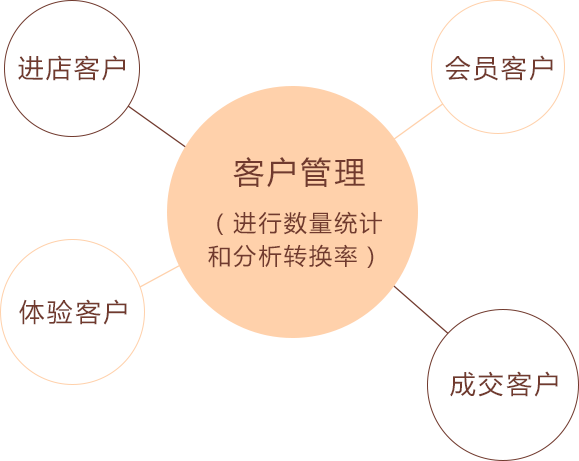 进店客户
会员客户
客户管理
（进行数量统计
和分析转换率）
体验客户
成交客户